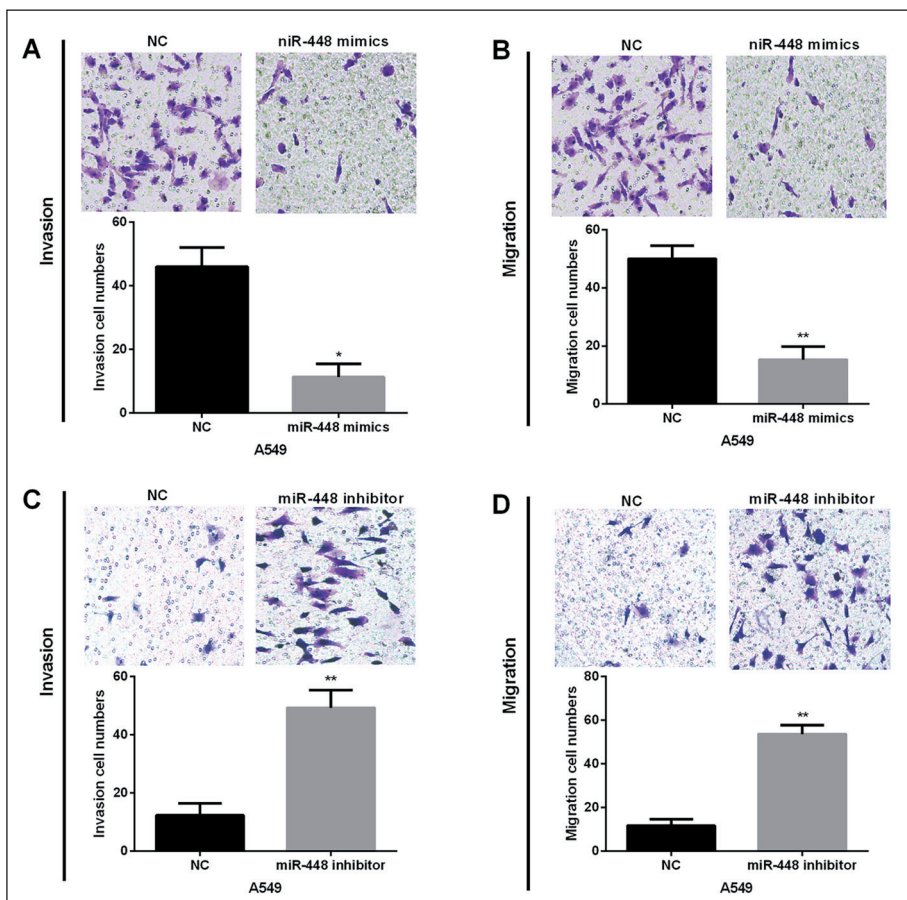 A
NC
niR-448 mimics
Invasion
Invasion cell numbers
60
40
20
0
*
NC
miR-448 mimics
A549
B
NC
niR-448 mimics
Migration
Migration cell numbers
60
40
20
0
**
NC
miR-448 mimics
A549
C
NC
miR-448 inhibitor
Invasion
Invasion cell numbers
60
40
20
0
**
NC
miR-448 inhibitor
A549
D
NC
miR-448 inhibitor
Migration
Migration cell numbers
80
60
40
20
0
**
NC
miR-448 inhibitor
A549